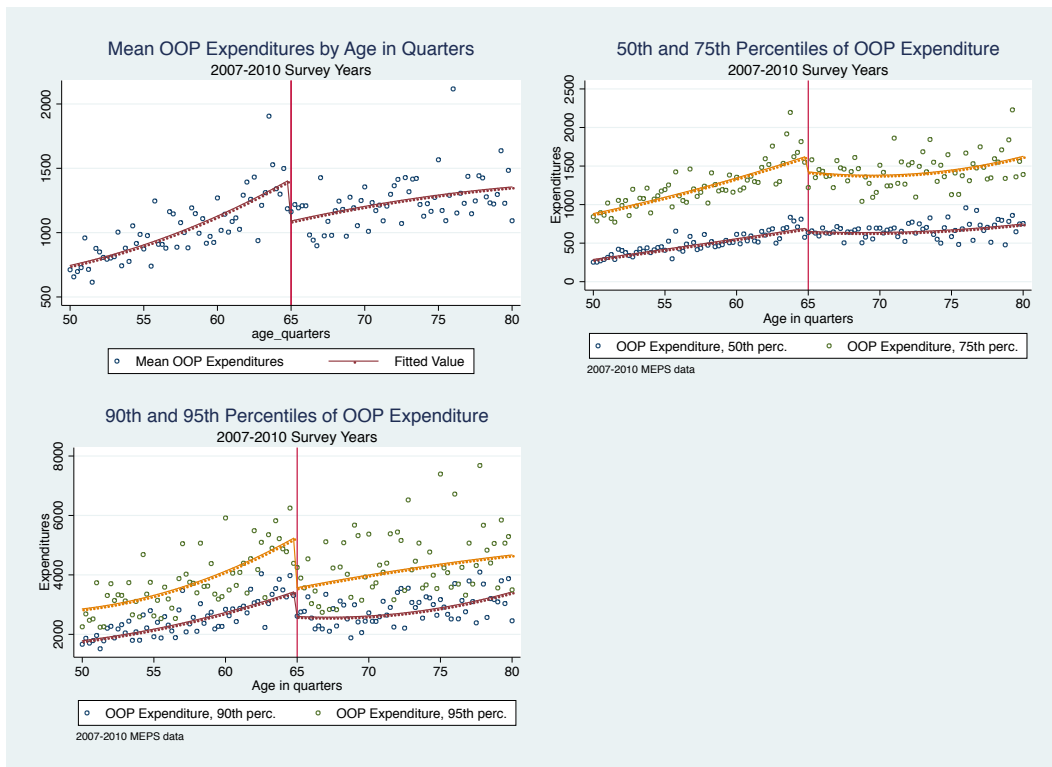 Mean OOP Expenditures by Age in Quarters
2007-2010 Survey Years
2000
1500
1000
500
50 55 60 65 70 75 80
age_quarters
Mean OOP Expenditures Fitted Value
50th and 75th Percentiles of OOP Expenditure
2007-2010 Survey Years
Expenditures
2500
2000
1500
1000
500
0
50 55 60 65 70 75 80
Age in quarters
OOP Expenditure, 50th perc. OOP Expenditure, 75th perc.
2007-2010 MEPS data
90th and 95th Percentiles of OOP Expenditure
2007-2010 Survey Years
Expenditures
8000
6000
4000
2000
50 55 60 65 70 75 80
Age in quarters
OOP Expenditure, 90th perc. OOP Expenditure, 95th perc.
2007-2010 MEPS data